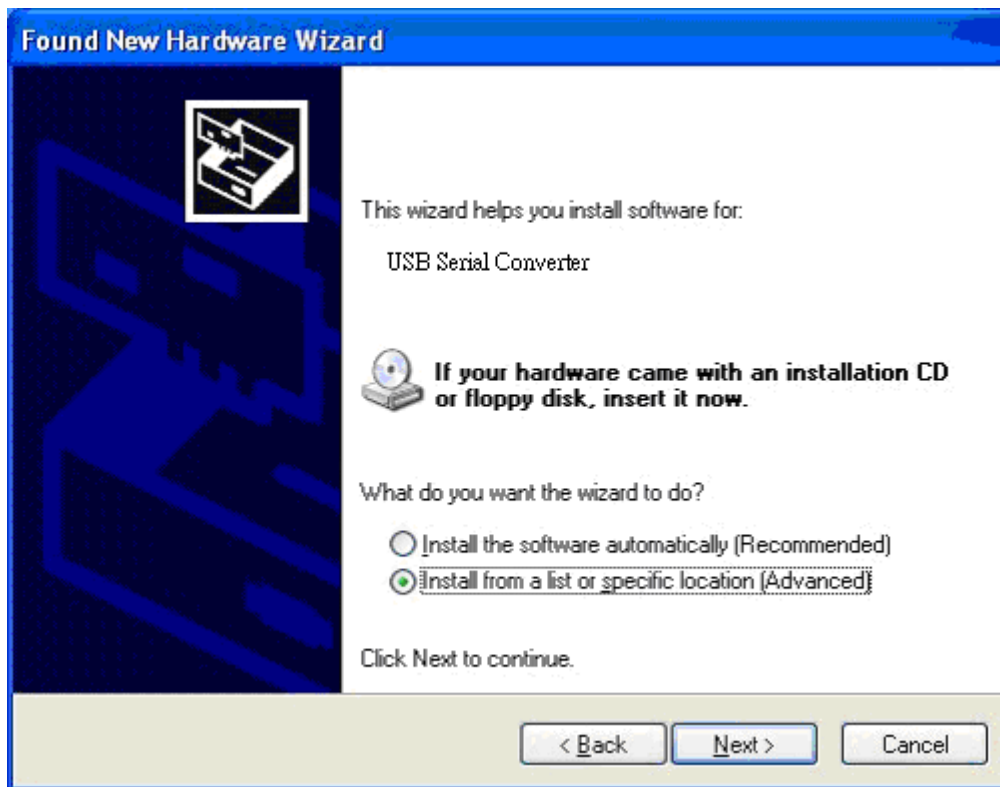 Found New Hardware Wizard
This wizard helps you install software for:
USB Serial Converter
If your hardware came with an installation CD
or floppy disk, insert it now.
What do you want the wizard to do?
Install the software automatically (Recommended)
Install from a list or specific location (Advanced)
Click Next to continue.
< Back Next > Cancel